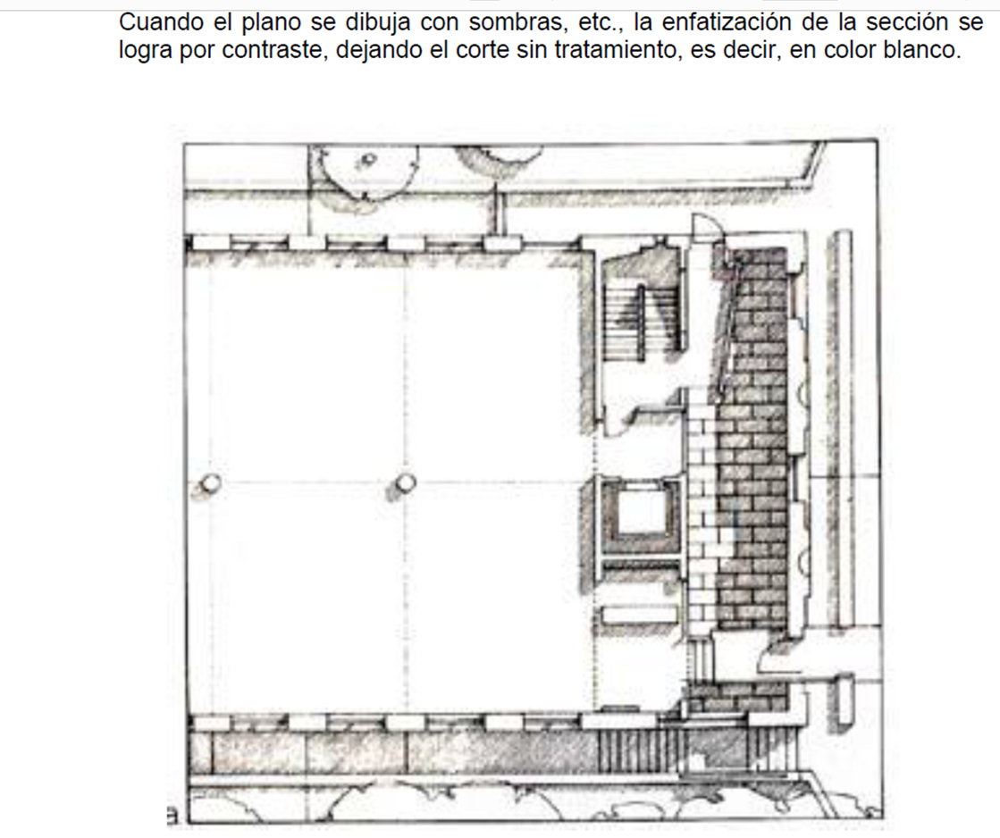 Cuando el plano se dibuja con sombras, etc., la enfatización de la sección se
logra por contraste, dejando el corte sin tratamiento, es decir, en color blanco.